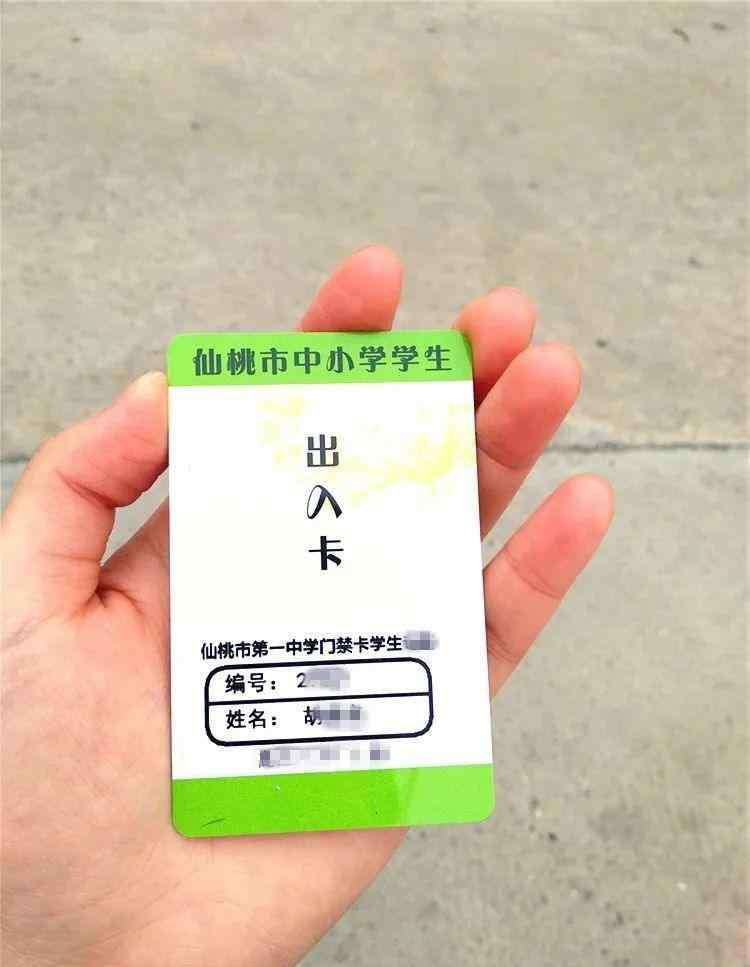 仙桃市中小学学生
出
入
卡
仙桃市第一中学门禁卡学生
编号： 2
姓名： 胡